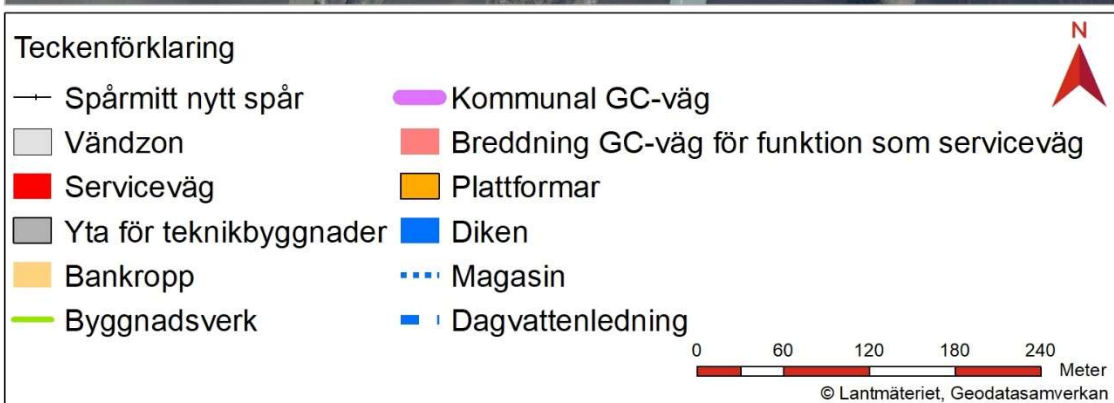 Teckenförklaring
N
Spårmitt nytt spår
Vändzon
Serviceväg
Yta för teknikbyggnader
Bankropp
Byggnadsverk
Kommunal GC-väg
Breddning GC-väg för funktion som serviceväg
Plattformar
Diken
Magasin
Dagvattenledning
0 60 120 180 240
Meter
© Lantmäteriet, Geodatasamverkan